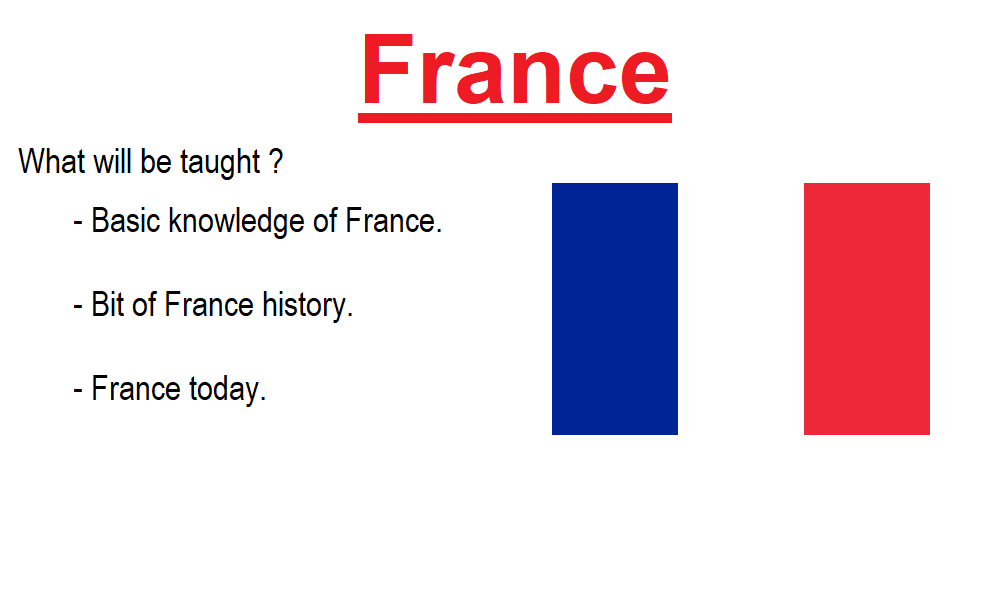 France
What will be taught ?
- Basic knowledge of France.
- Bit of France history.
- France today.